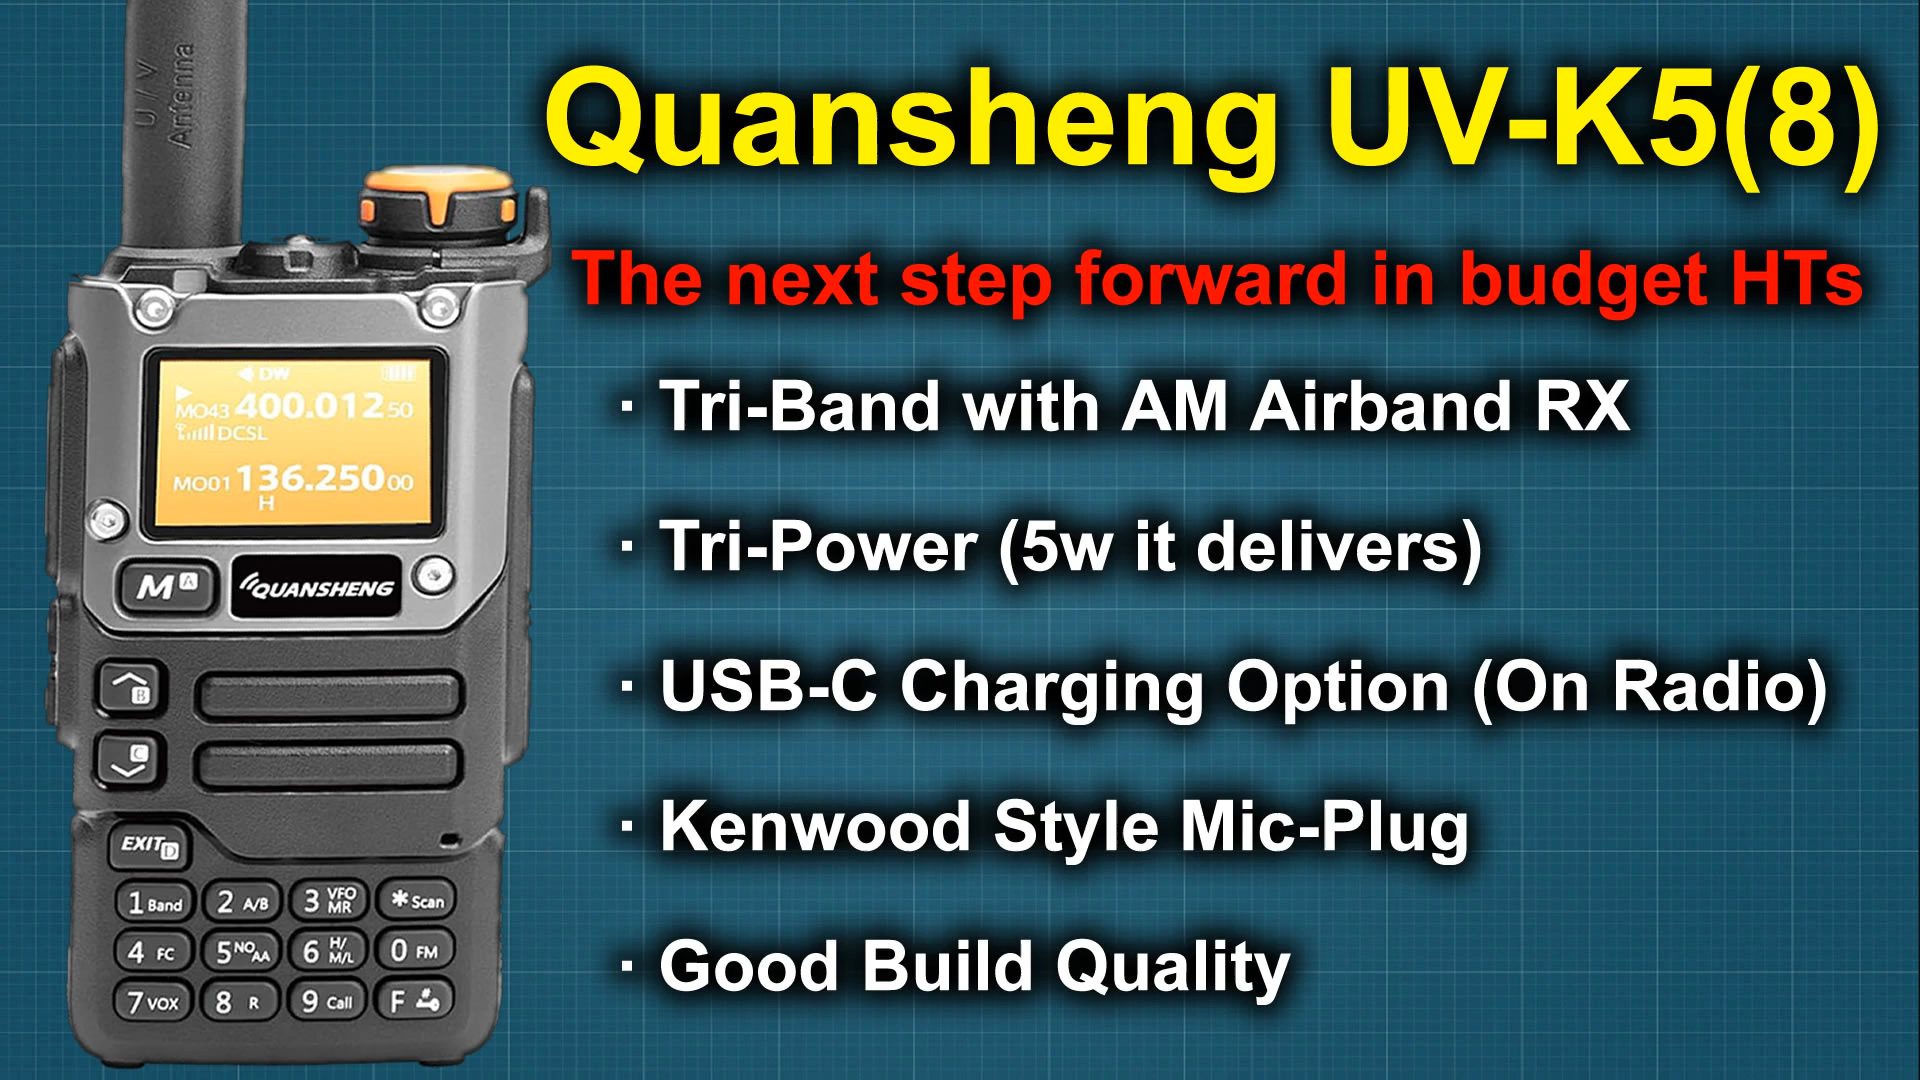 U / V
Antenna
Quansheng UV-K5(8)
The next step forward in budget HTs
· Tri-Band with AM Airband RX
· Tri-Power (5w it delivers)
· USB-C Charging Option (On Radio)
· Kenwood Style Mic-Plug
· Good Build Quality
DW
MO43 400.012 50
DCSL
MO01 136.250 00
H
M A
QUANSHENG
B
C
EXIT D
1 Band 2 A/B 3 VFO MR * Scan
4 FC 5 NOAA 6 H/M/L 0 FM
7 VOX 8 R 9 Call F #